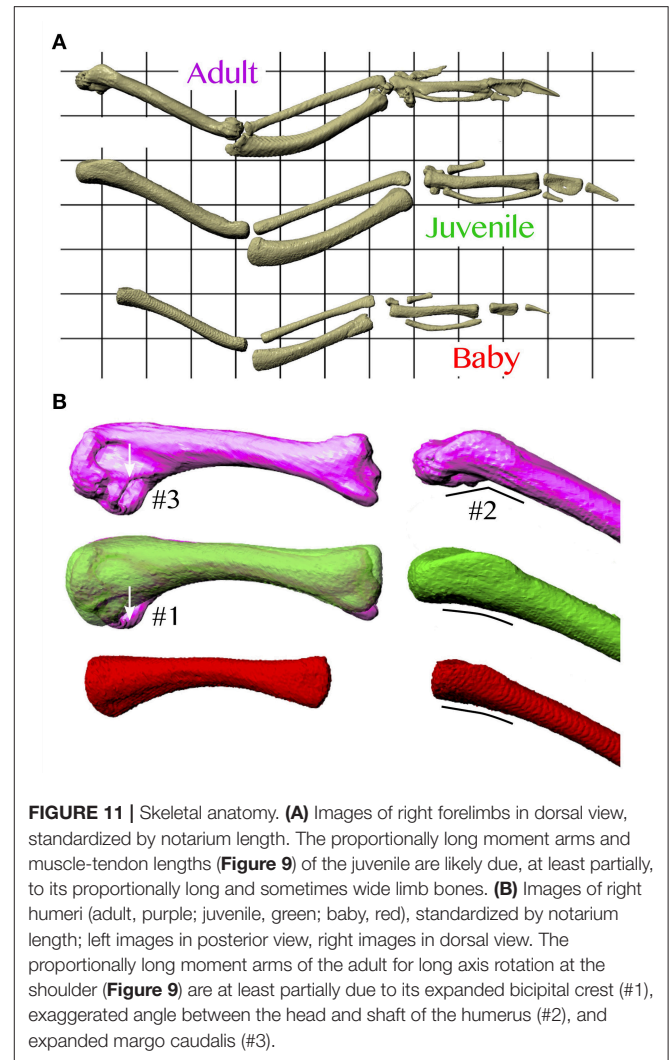 A
Adult
Juvenile
Baby
B
#3
#2
#1
FIGURE 11 | Skeletal anatomy. (A) Images of right forelimbs in dorsal view,
standardized by notarium length. The proportionally long moment arms and
muscle-tendon lengths (Figure 9) of the juvenile are likely due, at least partially,
to its proportionally long and sometimes wide limb bones. (B) Images of right
humeri (adult, purple; juvenile, green; baby, red), standardized by notarium
length; left images in posterior view, right images in dorsal view. The
proportionally long moment arms of the adult for long axis rotation at the
shoulder (Figure 9) are at least partially due to its expanded bicipital crest (#1),
exaggerated angle between the head and shaft of the humerus (#2), and
expanded margo caudalis (#3).